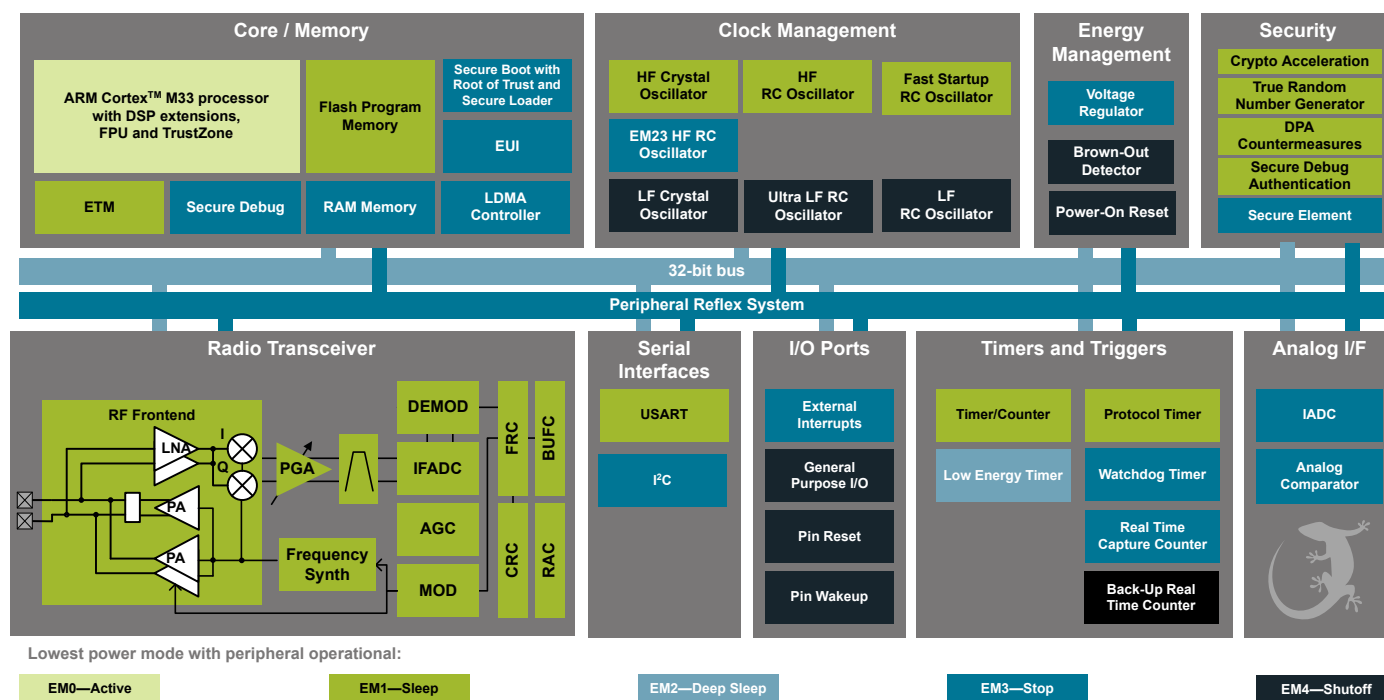 Core / Memory
ARM Cortex™ M33 processor
with DSP extensions,
FPU and TrustZone
Flash Program
Memory
Secure Boot with
Root of Trust and
Secure Loader
EUI
ETM
Secure Debug
RAM Memory
LDMA
Controller
Clock Management
HF Crystal
Oscillator
HF
RC Oscillator
Fast Startup
RC Oscillator
EM23 HF RC
Oscillator
LF Crystal
Oscillator
Ultra LF RC
Oscillator
LF
RC Oscillator
Energy
Management
Voltage
Regulator
Brown-Out
Detector
Power-On Reset
Security
Crypto Acceleration
True Random
Number Generator
DPA
Countermeasures
Secure Debug
Authentication
Secure Element
32-bit bus
Peripheral Reflex System
Radio Transceiver
RF Frontend
LNA
I
Q
PA
PA
PGA
Frequency
Synth
DEMOD
IFADC
AGC
MOD
FRC
BUFC
CRC
RAC
Serial
Interfaces
USART
I²C
I/O Ports
External
Interrupts
General
Purpose I/O
Pin Reset
Pin Wakeup
Timers and Triggers
Timer/Counter
Protocol Timer
Low Energy Timer
Watchdog Timer
Real Time
Capture Counter
Back-Up Real
Time Counter
Analog I/F
IADC
Analog
Comparator
Lowest power mode with peripheral operational:
EM0—Active
EM1—Sleep
EM2—Deep Sleep
EM3—Stop
EM4—Shutoff